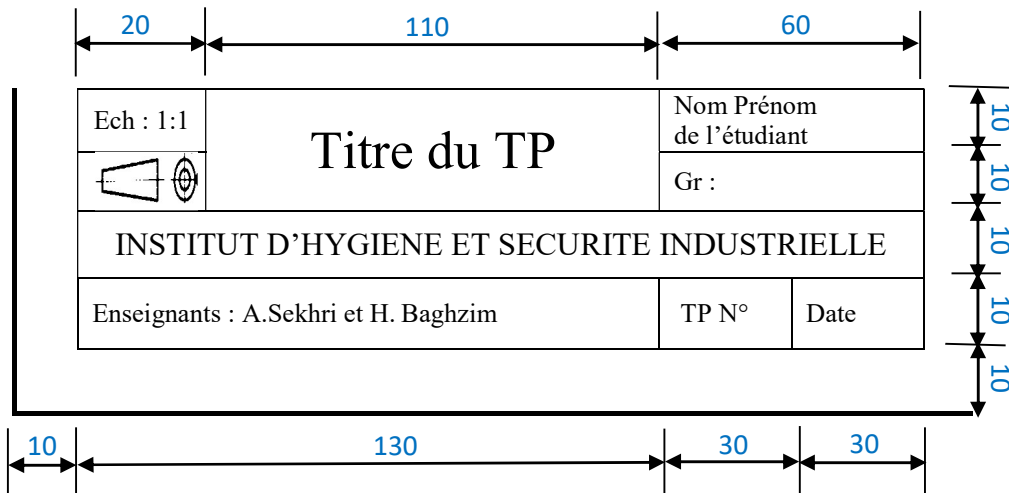 20 110 60
Ech : 1:1
Titre du TP
Nom Prénom
de l’étudiant
Gr :
INSTITUT D’HYGIENE ET SECURITE INDUSTRIELLE
Enseignants : A.Sekhri et H. Baghzim
TP N°
Date
10
10
10
10
10
10 130 30 30